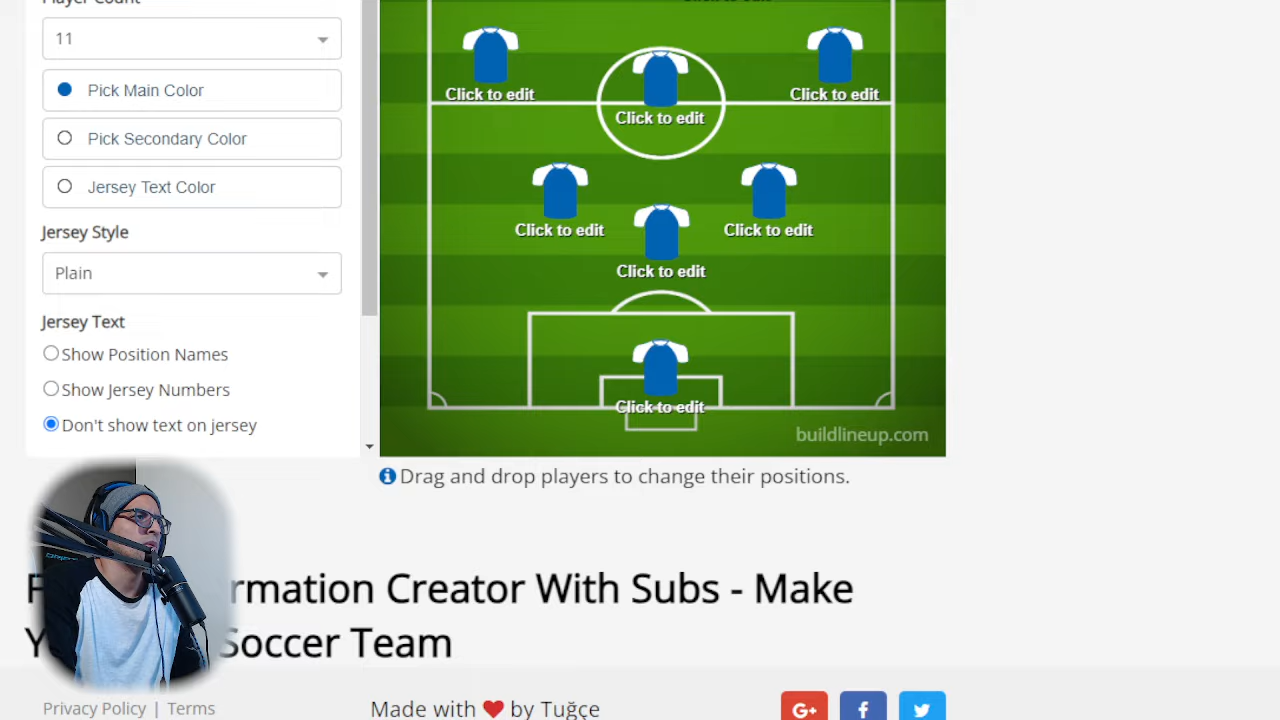 11
Pick Main Color
Pick Secondary Color
Jersey Text Color
Jersey Style
Plain
Jersey Text
Show Position Names
Show Jersey Numbers
Don't show text on jersey
Click to edit
Click to edit
Click to edit
Click to edit
Click to edit
Click to edit
Click to edit
buildlineup.com
Drag and drop players to change their positions.
rmation Creator With Subs - Make
Soccer Team
Privacy Policy | Terms
Made with ❤ by Tuğçe
G+